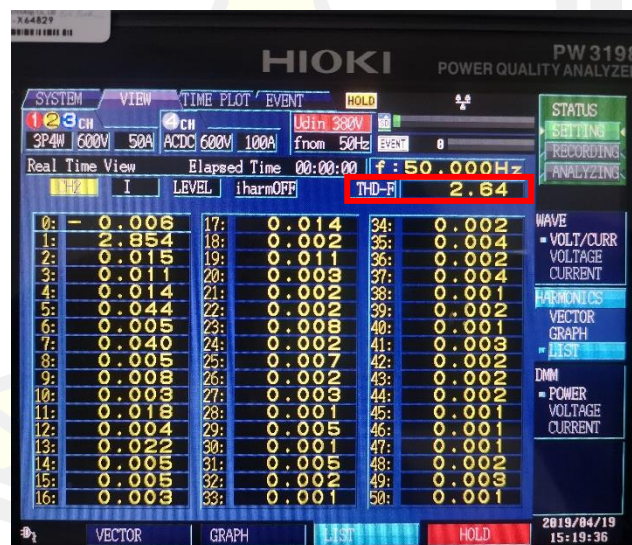 X64829
HIOKI
PW 3198
POWER QUALITY ANALYZER
SYSTEM VIEW TIME PLOT EVENT HOLD
123 CH 4 CH Udin 380V
3P4W 600V 50A ACDC 600V 100A fnom 50Hz EVENT 0
Real Time View Elapsed Time 00:00:00 f:50.000Hz
CH2 I LEVEL iharmOFF THD-F 2.64
0: - 0.006 17: 0.014 34: 0.002
1: 2.854 18: 0.002 35: 0.004
2: 0.015 19: 0.011 36: 0.002
3: 0.011 20: 0.003 37: 0.004
4: 0.014 21: 0.002 38: 0.001
5: 0.044 22: 0.002 39: 0.002
6: 0.005 23: 0.008 40: 0.001
7: 0.040 24: 0.002 41: 0.003
8: 0.005 25: 0.007 42: 0.002
9: 0.008 26: 0.002 43: 0.002
10: 0.003 27: 0.003 44: 0.002
11: 0.018 28: 0.001 45: 0.001
12: 0.004 29: 0.005 46: 0.001
13: 0.022 30: 0.001 47: 0.001
14: 0.005 31: 0.005 48: 0.002
15: 0.005 32: 0.002 49: 0.003
16: 0.003 33: 0.001 50: 0.001
STATUS
SETTING
RECORDING
ANALYZING
WAVE
VOLT/CURR
VOLTAGE
CURRENT
HARMONICS
VECTOR
GRAPH
LIST
DMM
POWER
VOLTAGE
CURRENT
VECTOR GRAPH LIST HOLD
2019/04/19
15:19:36